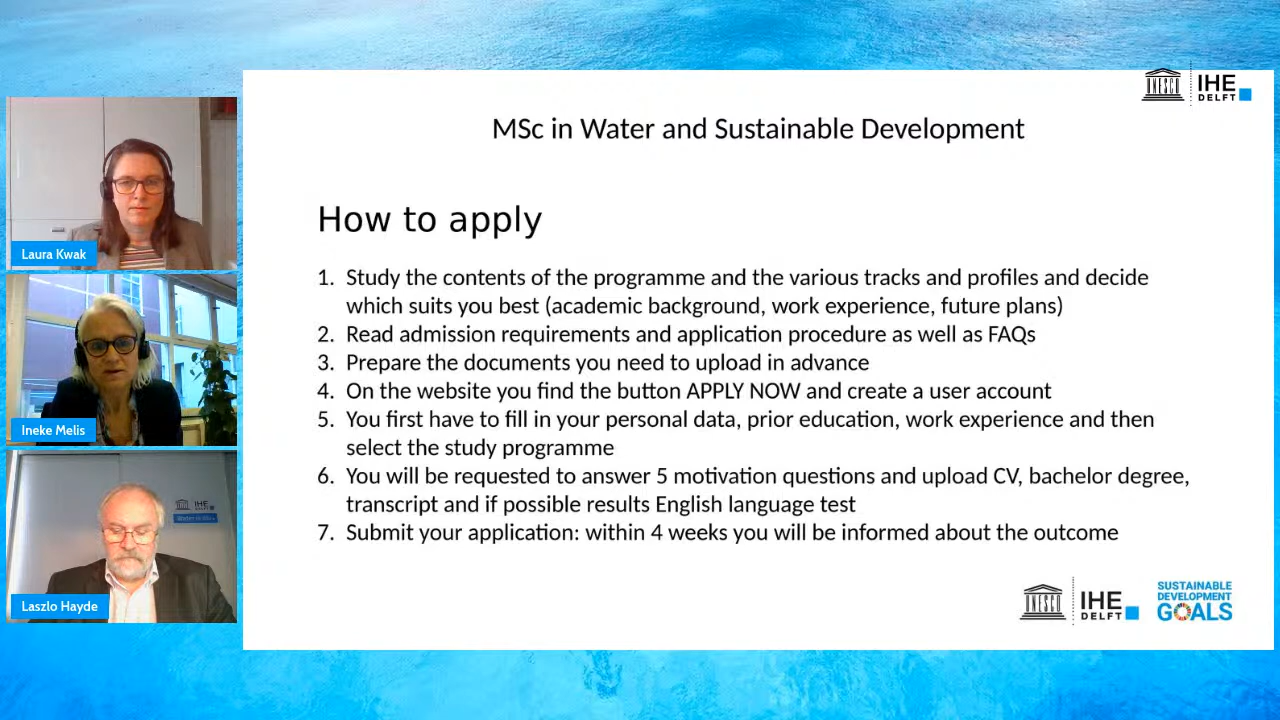 UNESCO
IHE
DELFT
MSc in Water and Sustainable Development
How to apply
1. Study the contents of the programme and the various tracks and profiles and decide
which suits you best (academic background, work experience, future plans)
2. Read admission requirements and application procedure as well as FAQs
3. Prepare the documents you need to upload in advance
4. On the website you find the button APPLY NOW and create a user account
5. You first have to fill in your personal data, prior education, work experience and then
select the study programme
6. You will be requested to answer 5 motivation questions and upload CV, bachelor degree,
transcript and if possible results English language test
7. Submit your application: within 4 weeks you will be informed about the outcome
Laura Kwak
Ineke Melis
IHE
Laszlo Hayde
UNESCO
IHE
DELFT
SUSTAINABLE
DEVELOPMENT
GOALS